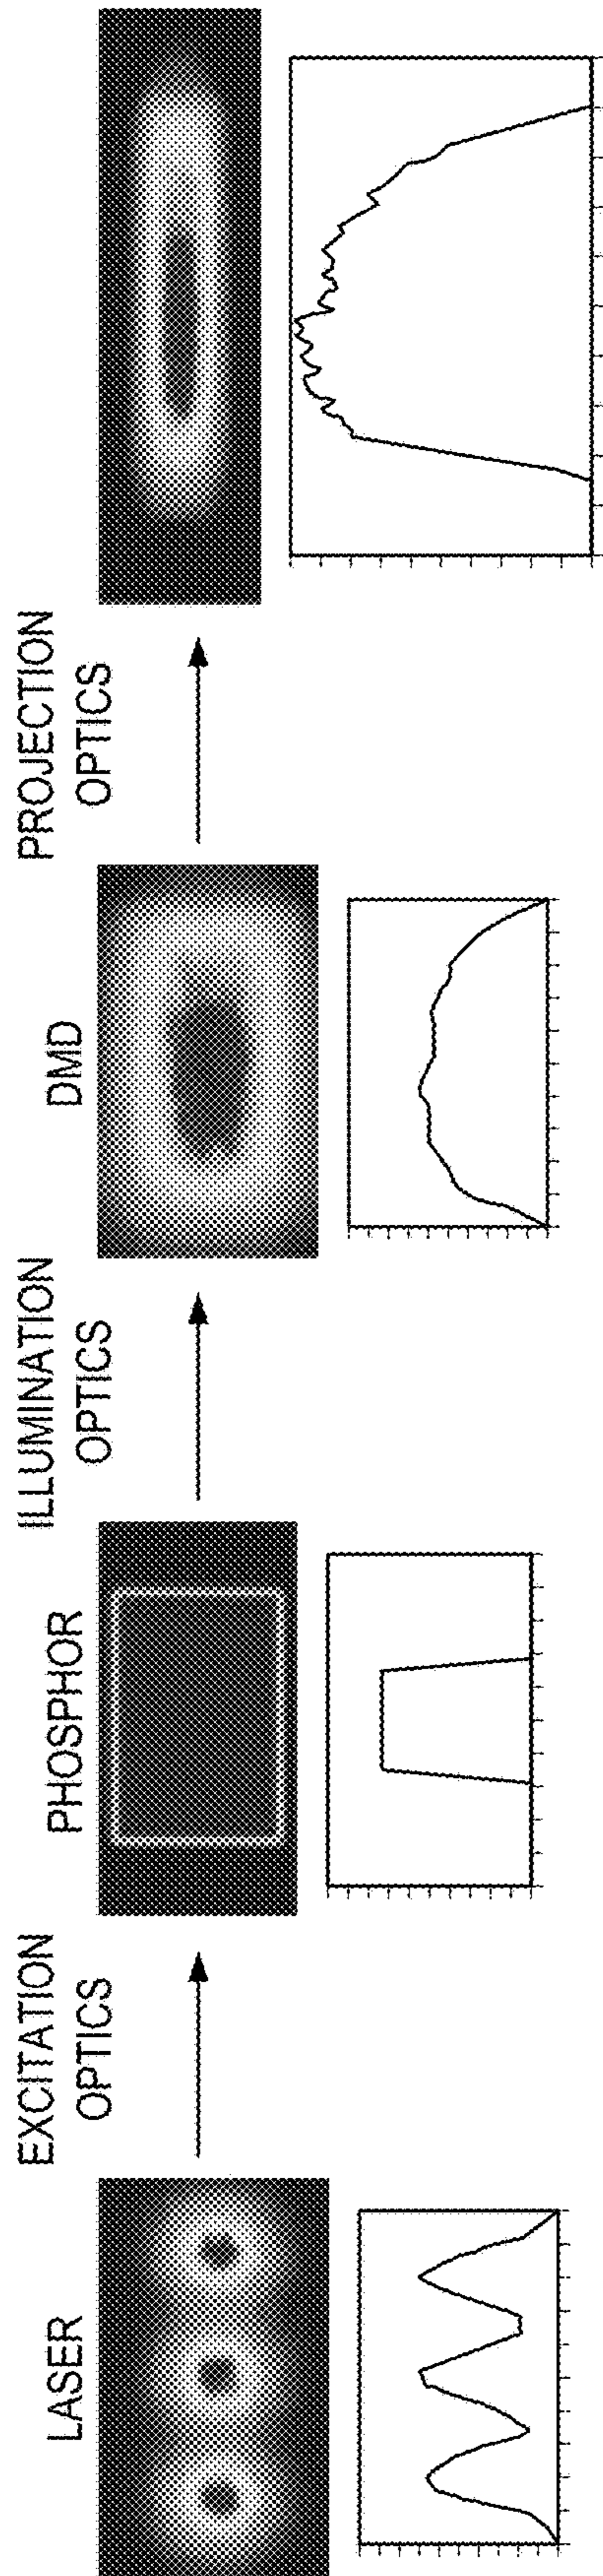 LASER
EXCITATION
OPTICS
PHOSPHOR
ILLUMINATION
OPTICS
DMD
PROJECTION
OPTICS